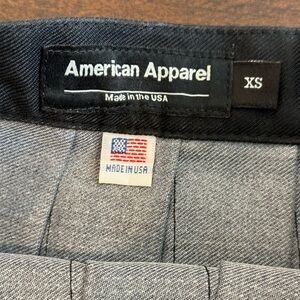 American Apparel
Made in the USA
XS
MADE IN USA